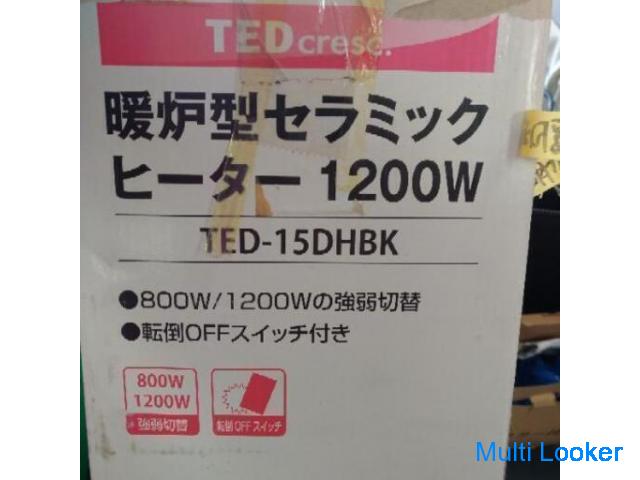 TED cresc.
暖炉型セラミック
ヒーター 1200W
TED-15DHBK
●800W/1200Wの強弱切替
●転倒OFFスイッチ付き
800W
1200W
強弱切替
転倒OFFスイッチ
Multi Looker